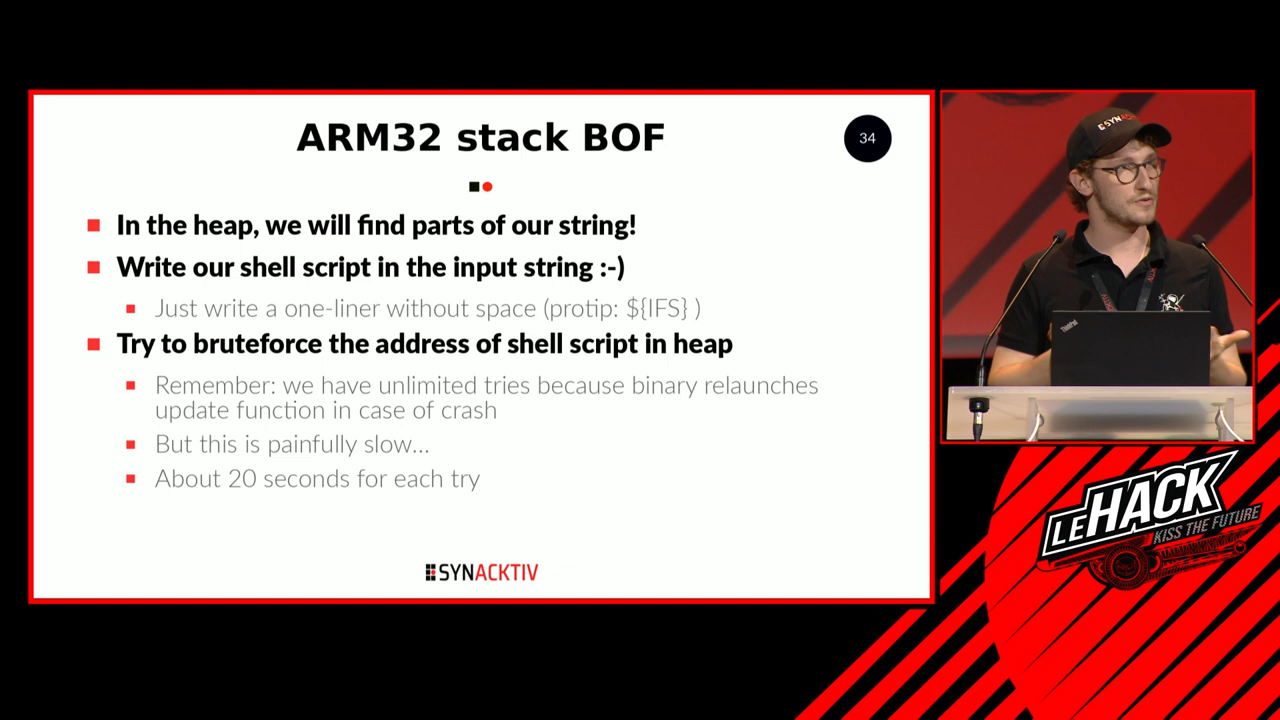 ARM32 stack BOF
34
In the heap, we will find parts of our string!
Write our shell script in the input string :-)
Just write a one-liner without space (protip: ${IFS} )
Try to bruteforce the address of shell script in heap
Remember: we have unlimited tries because binary relaunches
update function in case of crash
But this is painfully slow...
About 20 seconds for each try
SYNACKTIV
ThinkPad
LEHACK
KISS THE FUTURE